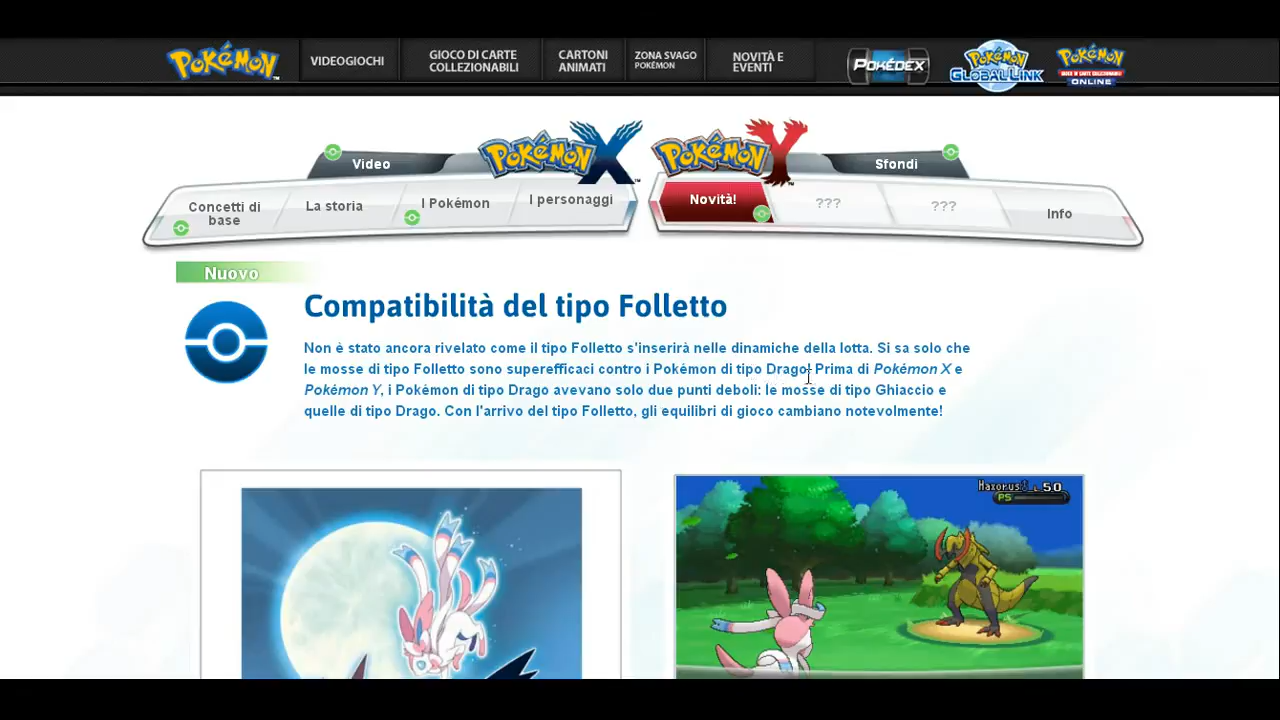 POKéMON
VIDEOGIOCHI
GIOCO DI CARTE
COLLEZIONABILI
CARTONI
ANIMATI
ZONA SVAGO
POKÉMON
NOVITÀ E
EVENTI
POKéDEX
POKéMON
GLOBAL LINK
POKéMON
GIOCO DI CARTE COLLEZIONABILI
ONLINE
Video
POKéMON X
POKéMON Y
Sfondi
Concetti di
base
La storia
I Pokémon
I personaggi
Novità!
???
???
Info
Nuovo
Compatibilità del tipo Folletto
Non è stato ancora rivelato come il tipo Folletto s'inserirà nelle dinamiche della lotta. Si sa solo che
le mosse di tipo Folletto sono superefficaci contro i Pokémon di tipo Drago! Prima di Pokémon X e
Pokémon Y, i Pokémon di tipo Drago avevano solo due punti deboli: le mosse di tipo Ghiaccio e
quelle di tipo Drago. Con l'arrivo del tipo Folletto, gli equilibri di gioco cambiano notevolmente!
Haxorus♂ L.50
PS